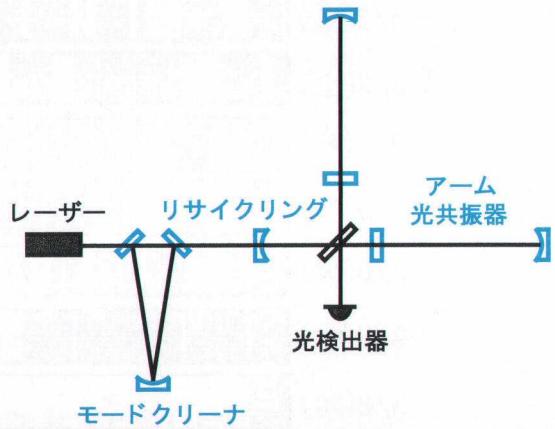 レーザー
リサイクリング
アーム
光共振器
光検出器
モードクリーナ